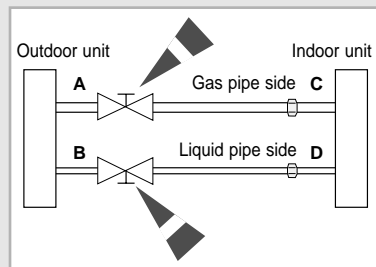 Outdoor unit
Indoor unit
A
Gas pipe side
C
B
Liquid pipe side
D